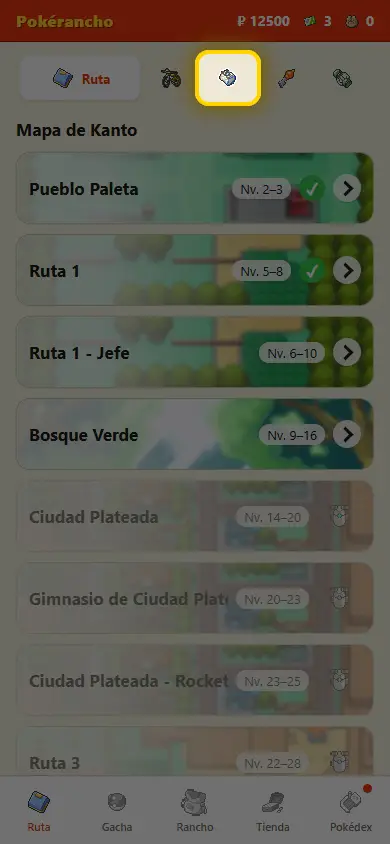 Pokérancho
₽ 12500
3
0
Ruta
Mapa de Kanto
Pueblo Paleta
Nv. 2–3
Ruta 1
Nv. 5–8
Ruta 1 - Jefe
Nv. 6–10
Bosque Verde
Nv. 9–16
Ciudad Plateada
Nv. 14–20
Gimnasio de Ciudad Plat
Nv. 20–23
Ciudad Plateada - Rocket
Nv. 23–25
Ruta 3
Nv. 22–28
Ruta
Gacha
Rancho
Tienda
Pokédex